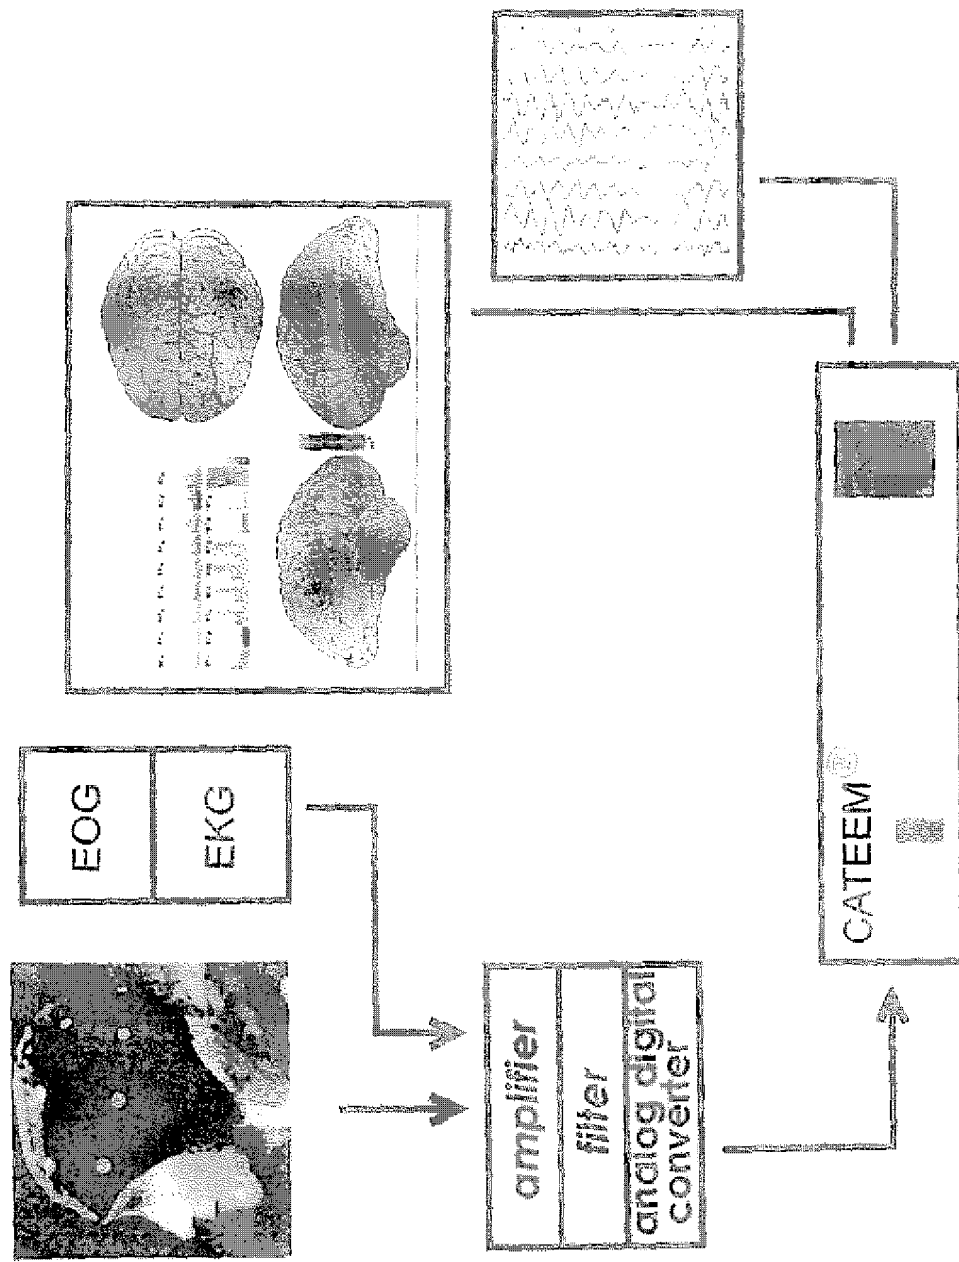 EOG
EKG
amplifier
filter
analog digital
converter
CATEEM®